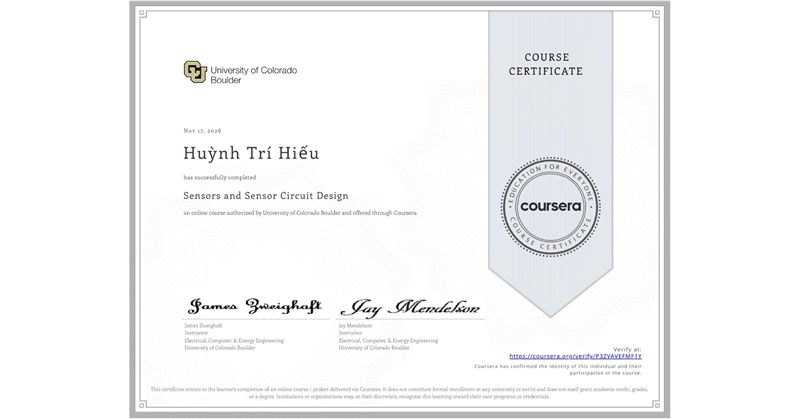 University of Colorado
Boulder
COURSE
CERTIFICATE
Nov 17, 2026
Huỳnh Trí Hiếu
has successfully completed
Sensors and Sensor Circuit Design
an online course authorized by University of Colorado Boulder and offered through Coursera
EDUCATION FOR EVERYONE
coursera
COURSE CERTIFICATE
James Zweighaft
Jay Mendelson
James Zweighaft
Instructor
Electrical, Computer, & Energy Engineering
University of Colorado Boulder
Jay Mendelson
Instructor
Electrical, Computer, & Energy Engineering
University of Colorado Boulder
Verify at:
https://coursera.org/verify/P3ZVAVEFMF1Y
Coursera has confirmed the identity of this individual and their
participation in the course.
This certificate attests to the learner's completion of an online course / project delivered via Coursera. It does not constitute formal enrollment at any university or entity and does not itself grant academic credit, grades,
or a degree. Institutions or organisations may, at their discretion, recognise this learning toward their own programs or credentials.